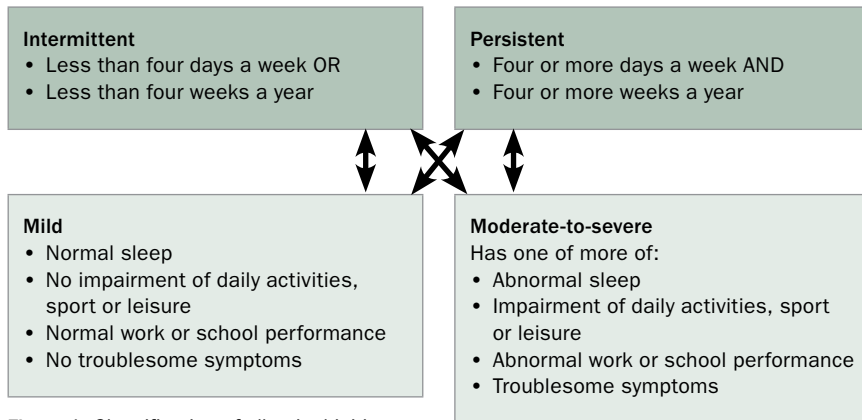 Intermittent
• Less than four days a week OR
• Less than four weeks a year
Persistent
• Four or more days a week AND
• Four or more weeks a year
Mild
• Normal sleep
• No impairment of daily activities,
sport or leisure
• Normal work or school performance
• No troublesome symptoms
Moderate-to-severe
Has one of more of:
• Abnormal sleep
• Impairment of daily activities, sport
or leisure
• Abnormal work or school performance
• Troublesome symptoms